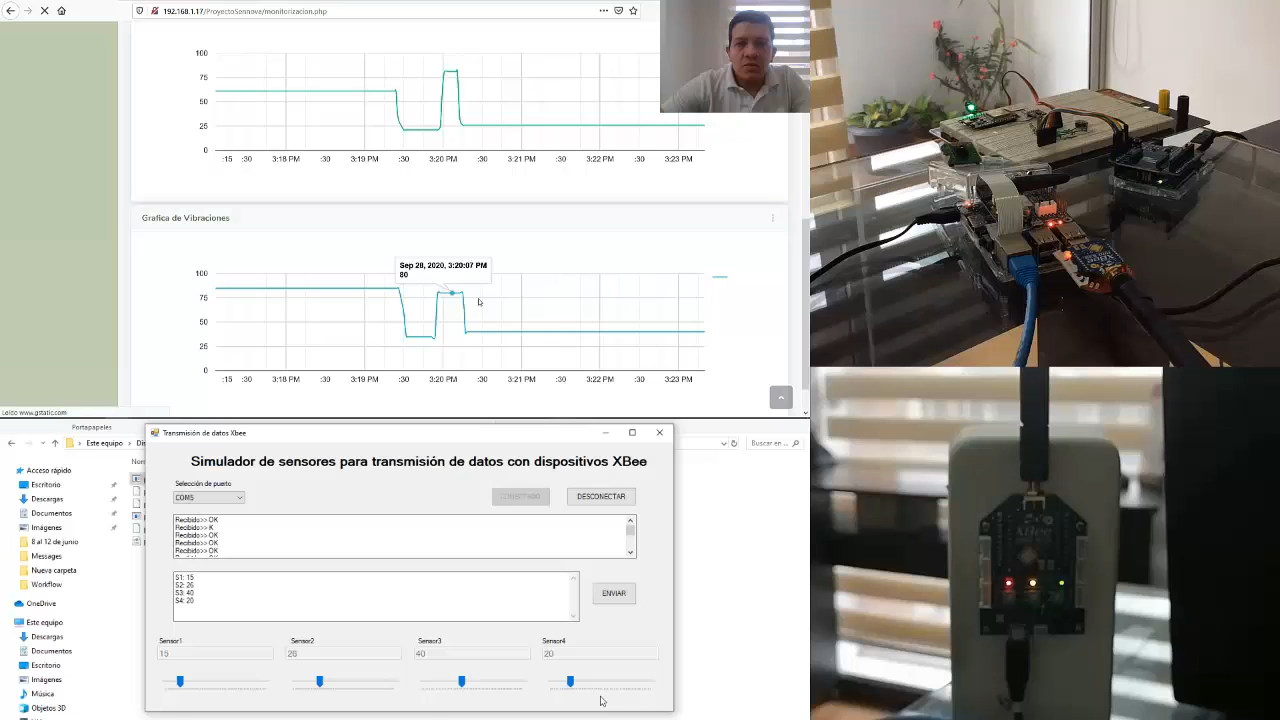 192.168.1.17/ProyectoSennova/monitorizacion.php
100
75
50
25
0
:15 :30 3:18 PM :30 3:19 PM :30 3:20 PM :30 3:21 PM :30 3:22 PM :30 3:23 PM
Grafica de Vibraciones
Sep 28, 2020, 3:20:07 PM
80
100
75
50
25
0
:15 :30 3:18 PM :30 3:19 PM :30 3:20 PM :30 3:21 PM :30 3:22 PM :30 3:23 PM
Leído www.gstatic.com
Portapapeles
Este equipo
Buscar en ...
Acceso rápido
Escritorio
Descargas
Documentos
Imágenes
8 al 12 de junio
Messages
Nueva carpeta
Workflow
OneDrive
Este equipo
Descargas
Documentos
Escritorio
Imágenes
Música
Objetos 3D
Transmisión de datos Xbee
Simulador de sensores para transmisión de datos con dispositivos XBee
Selección de puerto
COM5
CONECTADO
DESCONECTAR
Recibido>> OK
Recibido>> K
Recibido>> OK
Recibido>> OK
Recibido>> OK
S1: 15
S2: 26
S3: 40
S4: 20
ENVIAR
Sensor1 Sensor2 Sensor3 Sensor4
15 26 40 20